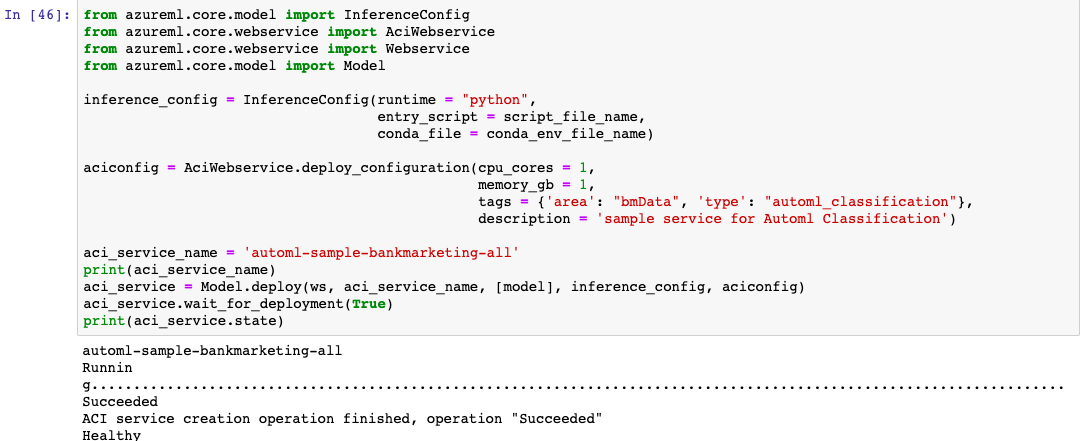 In [46]:
from azureml.core.model import InferenceConfig
from azureml.core.webservice import AciWebservice
from azureml.core.webservice import Webservice
from azureml.core.model import Model
inference_config = InferenceConfig(runtime = "python",
entry_script = script_file_name,
conda_file = conda_env_file_name)
aciconfig = AciWebservice.deploy_configuration(cpu_cores = 1,
memory_gb = 1,
tags = {'area': "bmData", 'type': "automl_classification"},
description = 'sample service for Automl Classification')
aci_service_name = 'automl-sample-bankmarketing-all'
print(aci_service_name)
aci_service = Model.deploy(ws, aci_service_name, [model], inference_config, aciconfig)
aci_service.wait_for_deployment(True)
print(aci_service.state)
automl-sample-bankmarketing-all
Runnin
g.....................................................................................................................
Succeeded
ACI service creation operation finished, operation "Succeeded"
Healthy